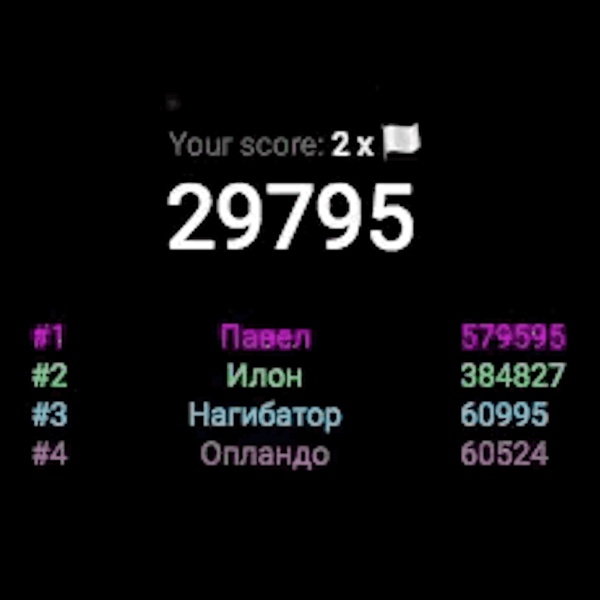 Your score: 2 x
29795
#1 Павел 579595
#2 Илон 384827
#3 Нагибатор 60995
#4 Опландо 60524